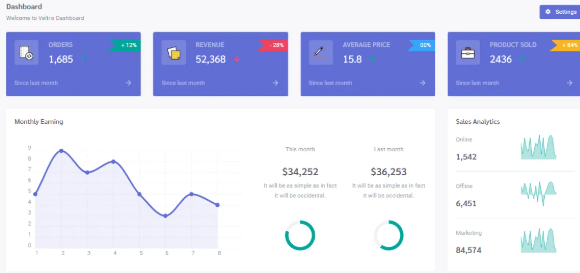 Dashboard
Welcome to Veltrix Dashboard
Settings
ORDERS
+ 12%
1,685
Since last month
REVENUE
- 28%
52,368
Since last month
AVERAGE PRICE
00%
15.8
Since last month
PRODUCT SOLD
+ 84%
2436
Since last month
Monthly Earning
9
8
7
6
5
4
3
2
1
0
1 2 3 4 5 6 7 8
This month
$34,252
It will be as simple as in fact
it will be occidental.
Last month
$36,253
It will be as simple as in fact
it will be occidental.
Sales Analytics
Online
1,542
Offline
6,451
Marketing
84,574